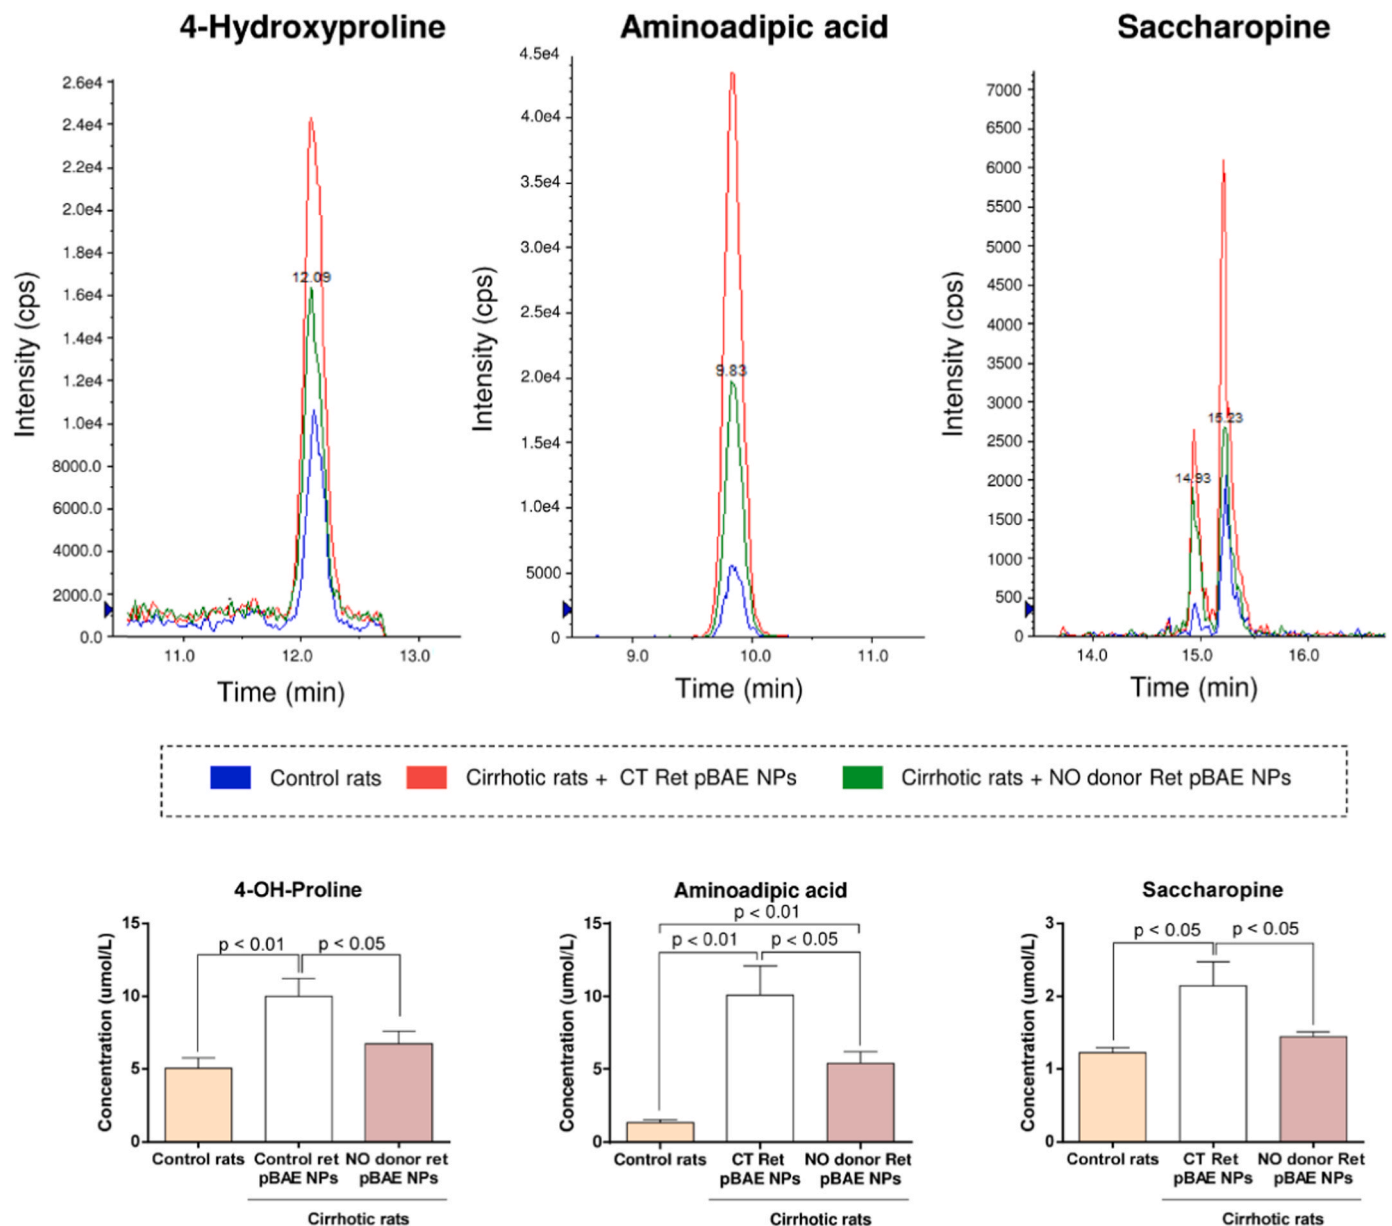 4-Hydroxyproline
Aminoadipic acid
Saccharopine
Intensity (cps)
2.6e4
2.4e4
2.2e4
2.0e4
1.8e4
1.6e4
1.4e4
1.2e4
1.0e4
8000.0
6000.0
4000.0
2000.0
0.0
12.09
11.0 12.0 13.0
Time (min)
Intensity (cps)
4.5e4
4.0e4
3.5e4
3.0e4
2.5e4
2.0e4
1.5e4
1.0e4
5000
0
9.83
9.0 10.0 11.0
Time (min)
Intensity (cps)
7000
6500
6000
5500
5000
4500
4000
3500
3000
2500
2000
1500
1000
500
0
15.23
14.93
14.0 15.0 16.0
Time (min)
Control rats
Cirrhotic rats + CT Ret pBAE NPs
Cirrhotic rats + NO donor Ret pBAE NPs
4-OH-Proline
Concentration (umol/L)
15
10
5
0
p < 0.01
p < 0.05
Control rats
Control ret
pBAE NPs
NO donor ret
pBAE NPs
Cirrhotic rats
Aminoadipic acid
Concentration (umol/L)
15
10
5
0
p < 0.01
p < 0.01
p < 0.05
Control rats
CT Ret
pBAE NPs
NO donor Ret
pBAE NPs
Cirrhotic rats
Saccharopine
Concentration (umol/L)
3
2
1
0
p < 0.05
p < 0.05
Control rats
CT Ret
pBAE NPs
NO donor Ret
pBAE NPs
Cirrhotic rats